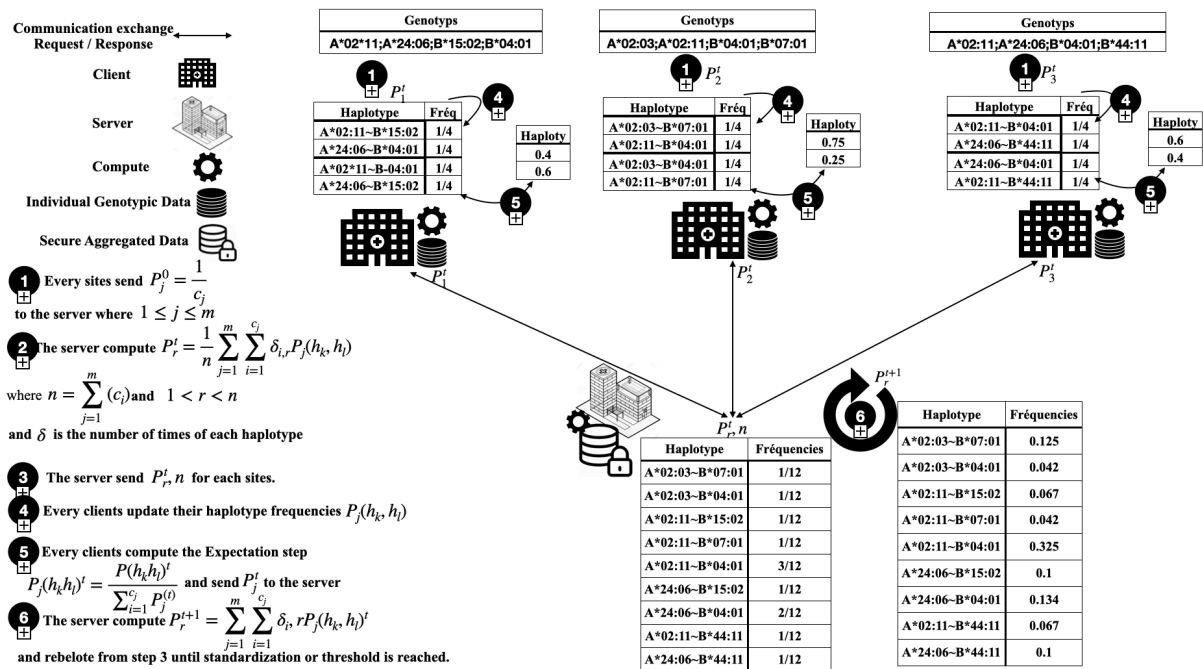 Communication exchange
Request / Response
Client
Server
Compute
Individual Genotypic Data
Secure Aggregated Data
1 Every sites send P_j^0 = 1/c_j
to the server where 1 ≤ j ≤ m
2 The server compute P_r^t = 1/n ∑_{j=1}^{m} ∑_{i=1}^{c_j} δ_{i,r} P_j(h_k, h_l)
where n = ∑_{j=1}^{m} (c_i) and 1 < r < n
and δ is the number of times of each haplotype
3 The server send P_r^t, n for each sites.
4 Every clients update their haplotype frequencies P_j(h_k, h_l)
5 Every clients compute the Expectation step
P_j(h_k h_l)^t = P(h_k h_l)^t / ∑_{i=1}^{c_j} P_j^{(t)} and send P_j^t to the server
6 The server compute P_r^{t+1} = ∑_{j=1}^{m} ∑_{i=1}^{c_j} δ_i, r P_j(h_k, h_l)^t
and rebelote from step 3 until standardization or threshold is reached.
Genotyps
A*02*11;A*24:06;B*15:02;B*04:01
1 P_1^t
4
Haplotype Fréq
A*02:11~B*15:02 1/4
A*24:06~B*04:01 1/4
A*02*11~B-04:01 1/4
A*24:06~B*15:02 1/4
Haploty
0.4
0.6
5
P_1^t
Genotyps
A*02:03;A*02:11;B*04:01;B*07:01
1 P_2^t
4
Haplotype Fréq
A*02:03~B*07:01 1/4
A*02:11~B*04:01 1/4
A*02:03~B*04:01 1/4
A*02:11~B*07:01 1/4
Haploty
0.75
0.25
5
P_2^t
Genotyps
A*02:11;A*24:06;B*04:01;B*44:11
1 P_3^t
4
Haplotype Fréq
A*02:11~B*04:01 1/4
A*24:06~B*44:11 1/4
A*24:06~B*04:01 1/4
A*02:11~B*44:11 1/4
Haploty
0.6
0.4
5
P_3^t
P_r^t, n
Haplotype Fréquencies
A*02:03~B*07:01 1/12
A*02:03~B*04:01 1/12
A*02:11~B*15:02 1/12
A*02:11~B*07:01 1/12
A*02:11~B*04:01 3/12
A*24:06~B*15:02 1/12
A*24:06~B*04:01 2/12
A*02:11~B*44:11 1/12
A*24:06~B*44:11 1/12
P_r^{t+1}
6
Haplotype Fréquencies
A*02:03~B*07:01 0.125
A*02:03~B*04:01 0.042
A*02:11~B*15:02 0.067
A*02:11~B*07:01 0.042
A*02:11~B*04:01 0.325
A*24:06~B*15:02 0.1
A*24:06~B*04:01 0.134
A*02:11~B*44:11 0.067
A*24:06~B*44:11 0.1